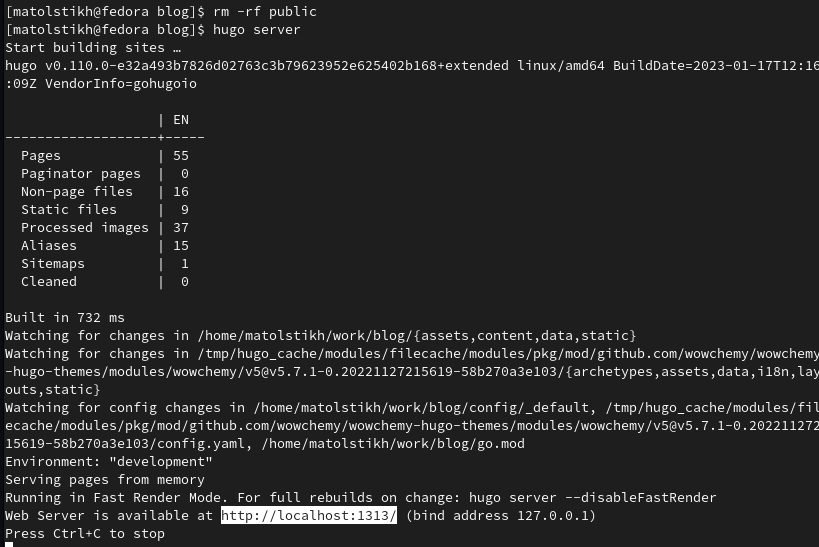 [matolstikh@fedora blog]$ rm -rf public
[matolstikh@fedora blog]$ hugo server
Start building sites …
hugo v0.110.0-e32a493b7826d02763c3b79623952e625402b168+extended linux/amd64 BuildDate=2023-01-17T12:16
:09Z VendorInfo=gohugoio
                   | EN
-------------------+-----
  Pages            | 55
  Paginator pages  |  0
  Non-page files   | 16
  Static files     |  9
  Processed images | 37
  Aliases          | 15
  Sitemaps         |  1
  Cleaned          |  0
Built in 732 ms
Watching for changes in /home/matolstikh/work/blog/{assets,content,data,static}
Watching for changes in /tmp/hugo_cache/modules/filecache/modules/pkg/mod/github.com/wowchemy/wowchemy
-hugo-themes/modules/wowchemy/v5@v5.7.1-0.20221127215619-58b270a3e103/{archetypes,assets,data,i18n,lay
outs,static}
Watching for config changes in /home/matolstikh/work/blog/config/_default, /tmp/hugo_cache/modules/fil
ecache/modules/pkg/mod/github.com/wowchemy/wowchemy-hugo-themes/modules/wowchemy/v5@v5.7.1-0.202211272
15619-58b270a3e103/config.yaml, /home/matolstikh/work/blog/go.mod
Environment: "development"
Serving pages from memory
Running in Fast Render Mode. For full rebuilds on change: hugo server --disableFastRender
Web Server is available at http://localhost:1313/ (bind address 127.0.0.1)
Press Ctrl+C to stop